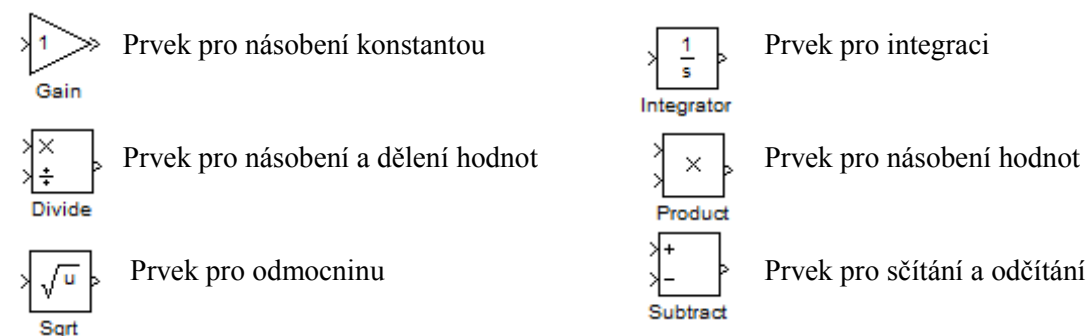 1 Prvek pro násobení konstantou
Gain
1/s Prvek pro integraci
Integrator
× ÷ Prvek pro násobení a dělení hodnot
Divide
× Prvek pro násobení hodnot
Product
√u Prvek pro odmocninu
Sqrt
+ − Prvek pro sčítání a odčítání
Subtract